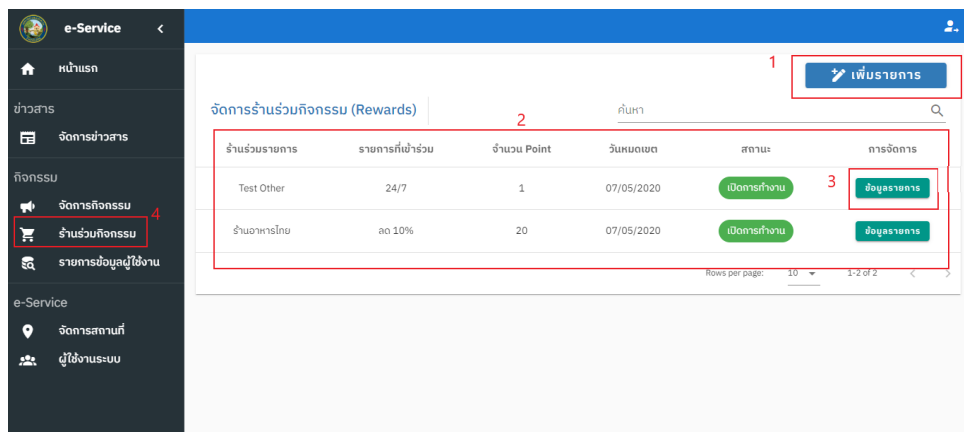 e-Service
หน้าแรก
ข่าวสาร
จัดการข่าวสาร
กิจกรรม
จัดการกิจกรรม
4
ร้านร่วมกิจกรรม
รายการข้อมูลผู้ใช้งาน
e-Service
จัดการสถานที่
ผู้ใช้งานระบบ
1
เพิ่มรายการ
จัดการร้านร่วมกิจกรรม (Rewards)
ค้นหา
2
ร้านร่วมรายการ รายการที่เข้าร่วม จำนวน Point วันหมดเขต สถานะ การจัดการ
Test Other 24/7 1 07/05/2020 เปิดการทำงาน 3 ข้อมูลรายการ
ร้านอาหารไทย ลด 10% 20 07/05/2020 เปิดการทำงาน ข้อมูลรายการ
Rows per page: 10 1-2 of 2